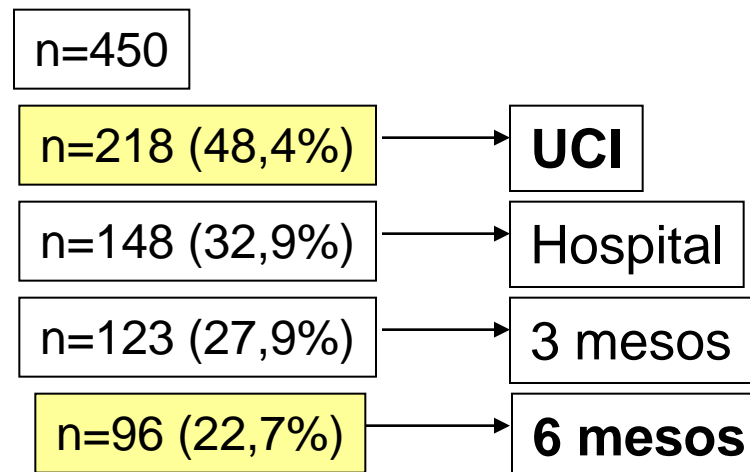 n=450
n=218 (48,4%) UCI
n=148 (32,9%) Hospital
n=123 (27,9%) 3 mesos
n=96 (22,7%) 6 mesos